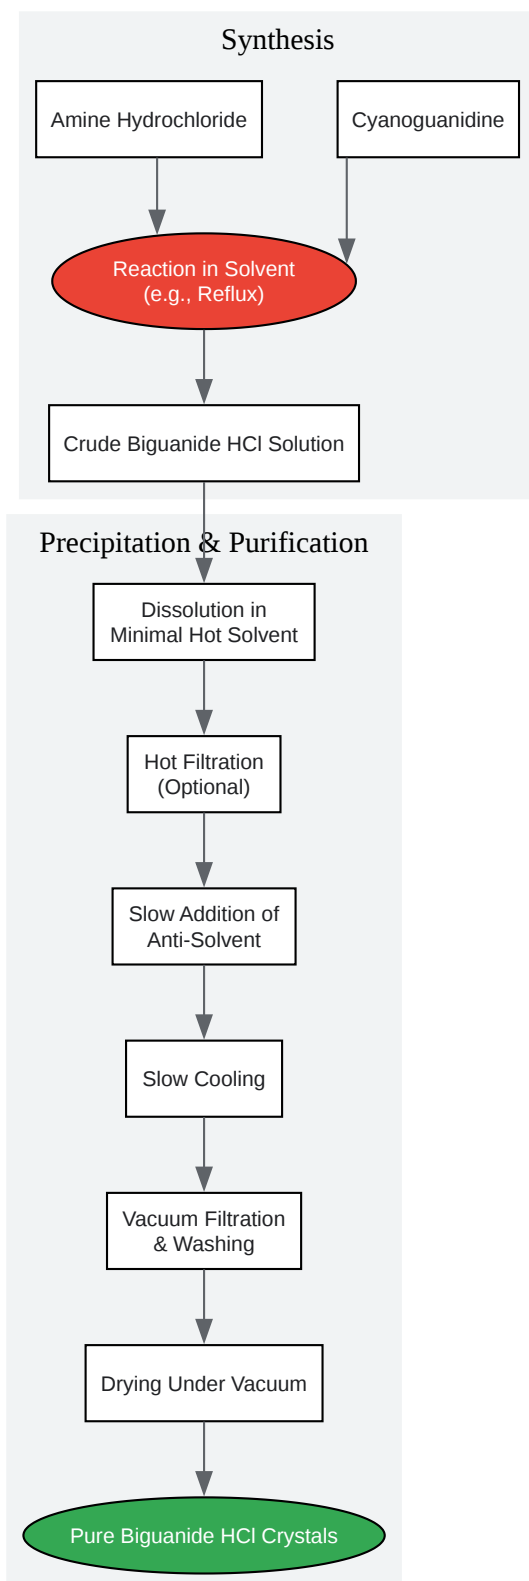 Synthesis
Amine Hydrochloride
Cyanoguanidine
Reaction in Solvent
(e.g., Reflux)
Crude Biguanide HCl Solution
Precipitation & Purification
Dissolution in
Minimal Hot Solvent
Hot Filtration
(Optional)
Slow Addition of
Anti-Solvent
Slow Cooling
Vacuum Filtration
& Washing
Drying Under Vacuum
Pure Biguanide HCl Crystals